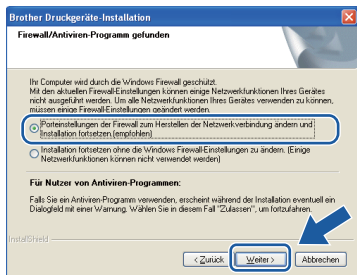 Brother Druckgeräte-Installation
Firewall/Antiviren-Programm gefunden
Ihr Computer wird durch die Windows Firewall geschützt.
Mit den aktuellen Firewall-Einstellungen können einige Netzwerkfunktionen Ihres Gerätes
nicht ausgeführt werden. Um alle Netzwerkfunktionen Ihres Gerätes verwenden zu können,
müssen einige Firewall-Einstellungen geändert werden.
Porteinstellungen der Firewall zum Herstellen der Netzwerkverbindung ändern und
Installation fortsetzen.(empfohlen)
Installation fortsetzen ohne die Windows Firewall-Einstellungen zu ändern. (Einige
Netzwerkfunktionen können nicht verwendet werden)
Für Nutzer von Antiviren-Programmen:
Falls Sie ein Antiviren-Programm verwenden, erscheint während der Installation eventuell ein
Dialogfeld mit einer Warnung. Wählen Sie in diesem Fall "Zulassen", um fortzufahren.
InstallShield
< Zurück Weiter > Abbrechen